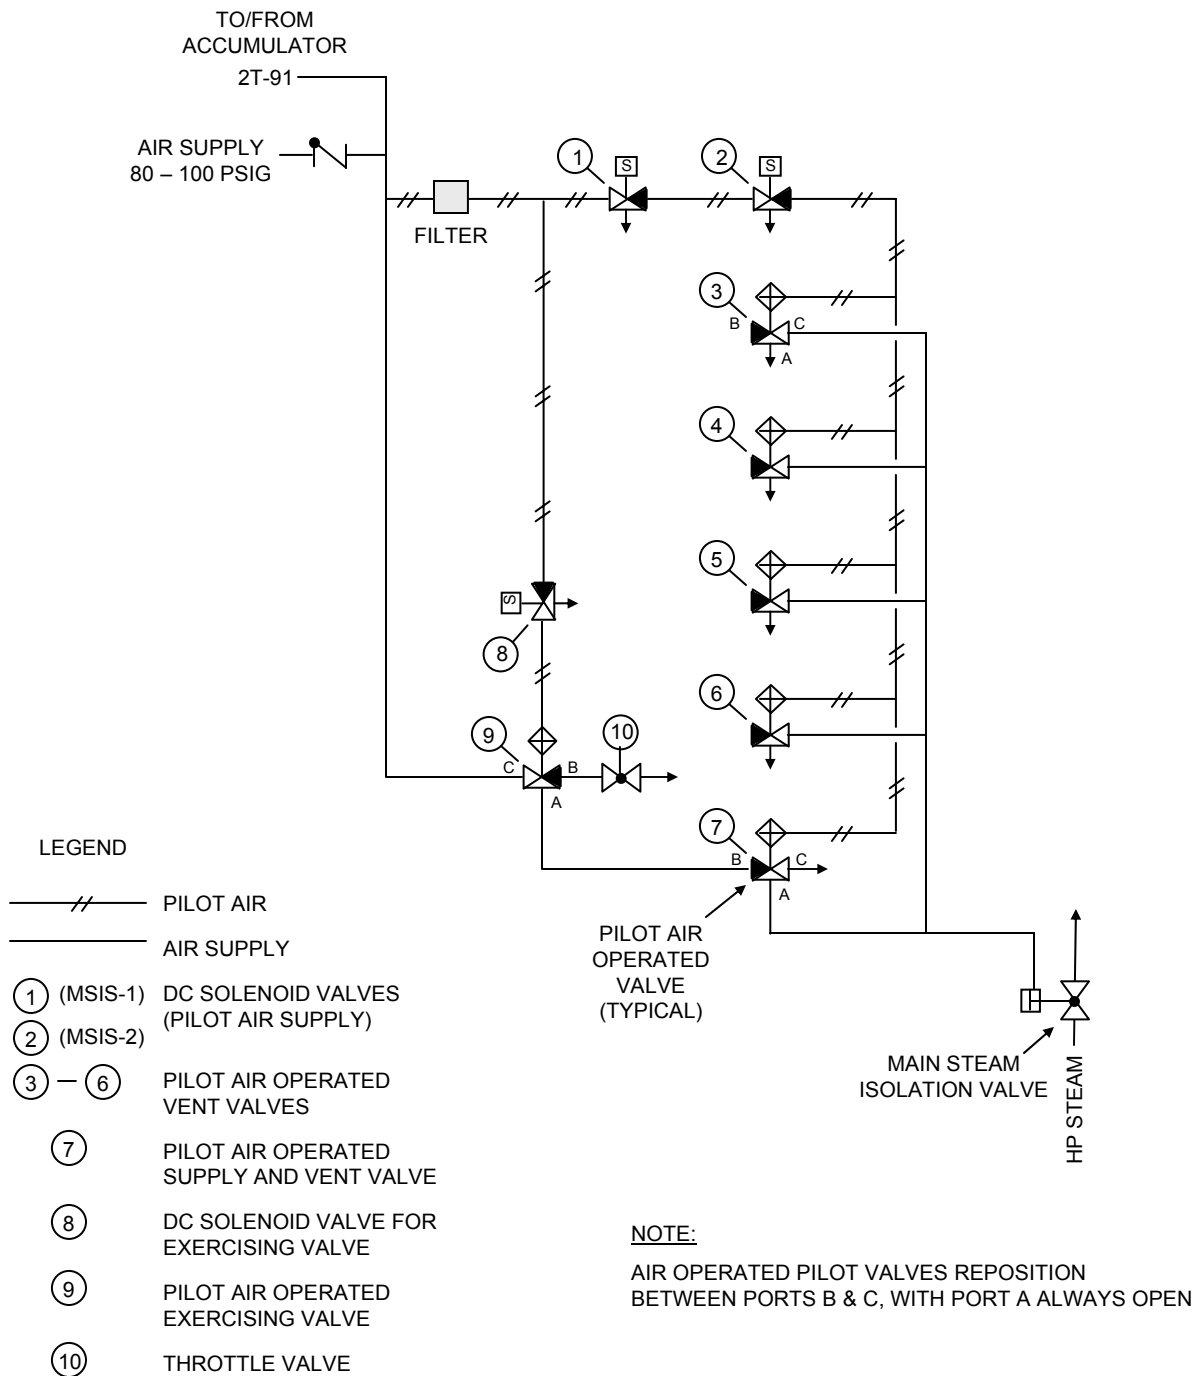 TO/FROM
ACCUMULATOR
2T-91
AIR SUPPLY
80 – 100 PSIG
FILTER
1
S
2
S
3
B
C
A
4
5
6
S
8
9
10
C
B
A
7
B
C
A
PILOT AIR
OPERATED
VALVE
(TYPICAL)
MAIN STEAM
ISOLATION VALVE
HP STEAM
LEGEND
PILOT AIR
AIR SUPPLY
1 (MSIS-1) DC SOLENOID VALVES
2 (MSIS-2) (PILOT AIR SUPPLY)
3 — 6 PILOT AIR OPERATED
VENT VALVES
7 PILOT AIR OPERATED
SUPPLY AND VENT VALVE
8 DC SOLENOID VALVE FOR
EXERCISING VALVE
9 PILOT AIR OPERATED
EXERCISING VALVE
10 THROTTLE VALVE
NOTE:
AIR OPERATED PILOT VALVES REPOSITION
BETWEEN PORTS B & C, WITH PORT A ALWAYS OPEN